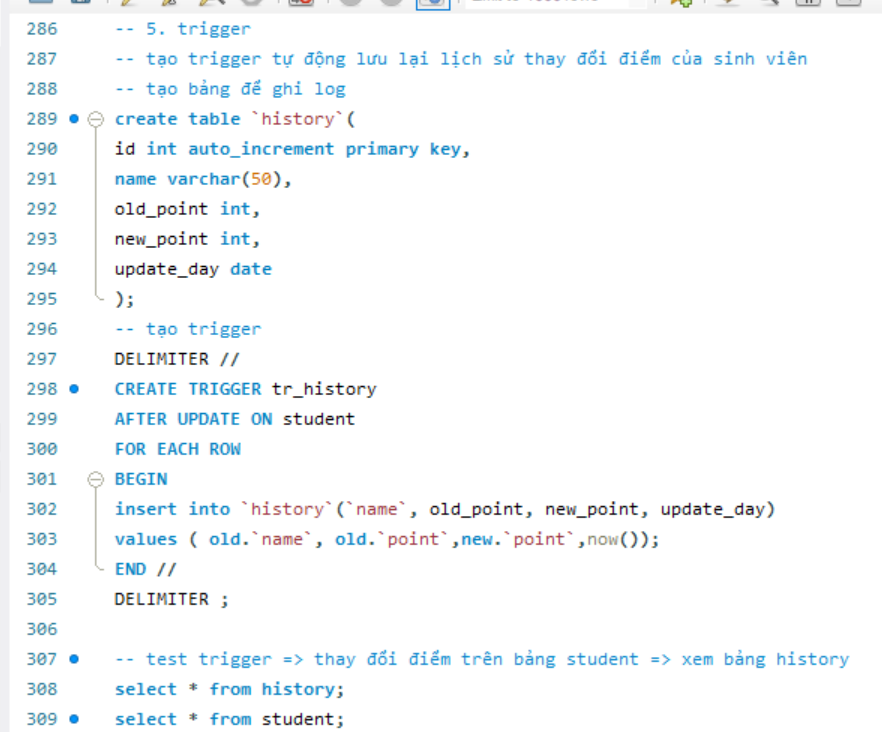 286 -- 5. trigger
287 -- tạo trigger tự động lưu lại lịch sử thay đổi điểm của sinh viên
288 -- tạo bảng để ghi log
289 create table `history`(
290 id int auto_increment primary key,
291 name varchar(50),
292 old_point int,
293 new_point int,
294 update_day date
295 );
296 -- tạo trigger
297 DELIMITER //
298 CREATE TRIGGER tr_history
299 AFTER UPDATE ON student
300 FOR EACH ROW
301 BEGIN
302 insert into `history`(`name`, old_point, new_point, update_day)
303 values ( old.`name`, old.`point`,new.`point`,now());
304 END //
305 DELIMITER ;
306
307 -- test trigger => thay đổi điểm trên bảng student => xem bảng history
308 select * from history;
309 select * from student;